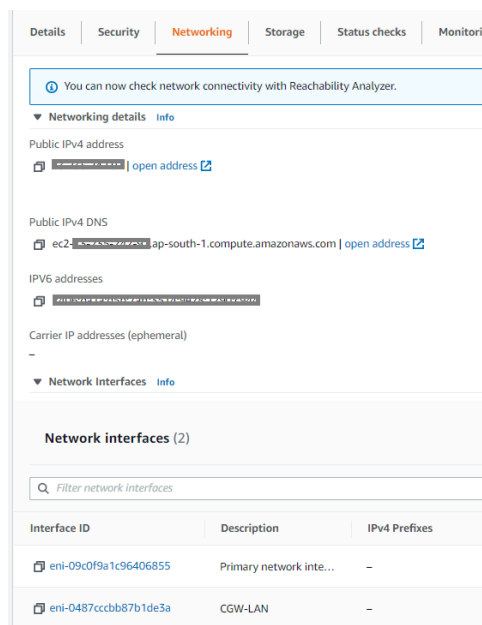 Details Security Networking Storage Status checks Monitori
You can now check network connectivity with Reachability Analyzer.
Networking details Info
Public IPv4 address
| open address
Public IPv4 DNS
ec2- .ap-south-1.compute.amazonaws.com | open address
IPV6 addresses
Carrier IP addresses (ephemeral)
–
Network Interfaces Info
Network interfaces (2)
Filter network interfaces
Interface ID Description IPv4 Prefixes
eni-09c0f9a1c96406855 Primary network inte... –
eni-0487cccbb87b1de3a CGW-LAN –